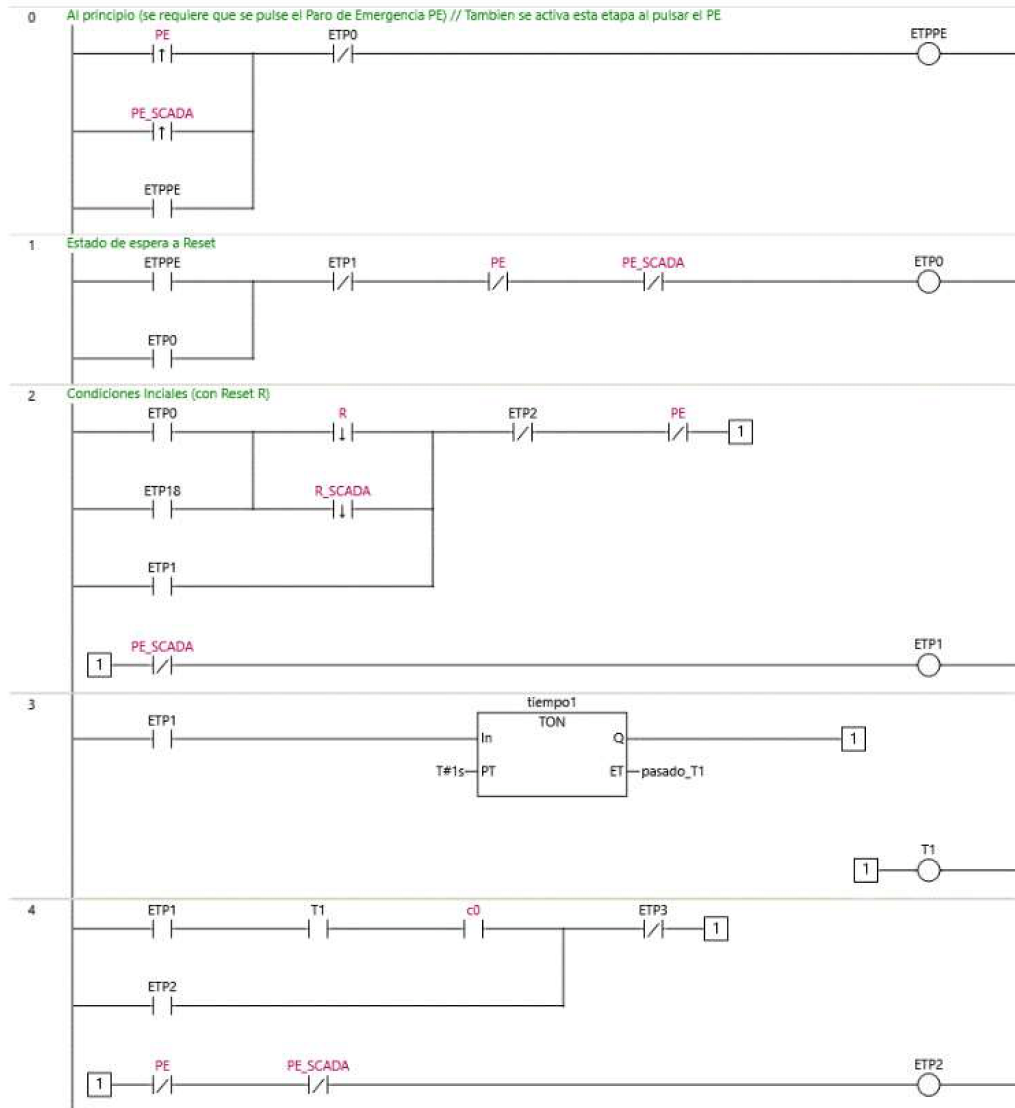 0 Al principio (se requiere que se pulse el Paro de Emergencia PE) // Tambien se activa esta etapa al pulsar el PE
PE ETP0 ETPPE
PE_SCADA
ETPPE
1 Estado de espera a Reset
ETPPE ETP1 PE PE_SCADA ETP0
ETP0
2 Condiciones Inciales (con Reset R)
ETP0 R ETP2 PE
1
ETP18 R_SCADA
ETP1
PE_SCADA ETP1
1
3 tiempo1
ETP1 TON
In Q 1
T#1s PT ET pasado_T1
T1
1
4 ETP1 T1 c0 ETP3
1
ETP2
PE PE_SCADA ETP2
1